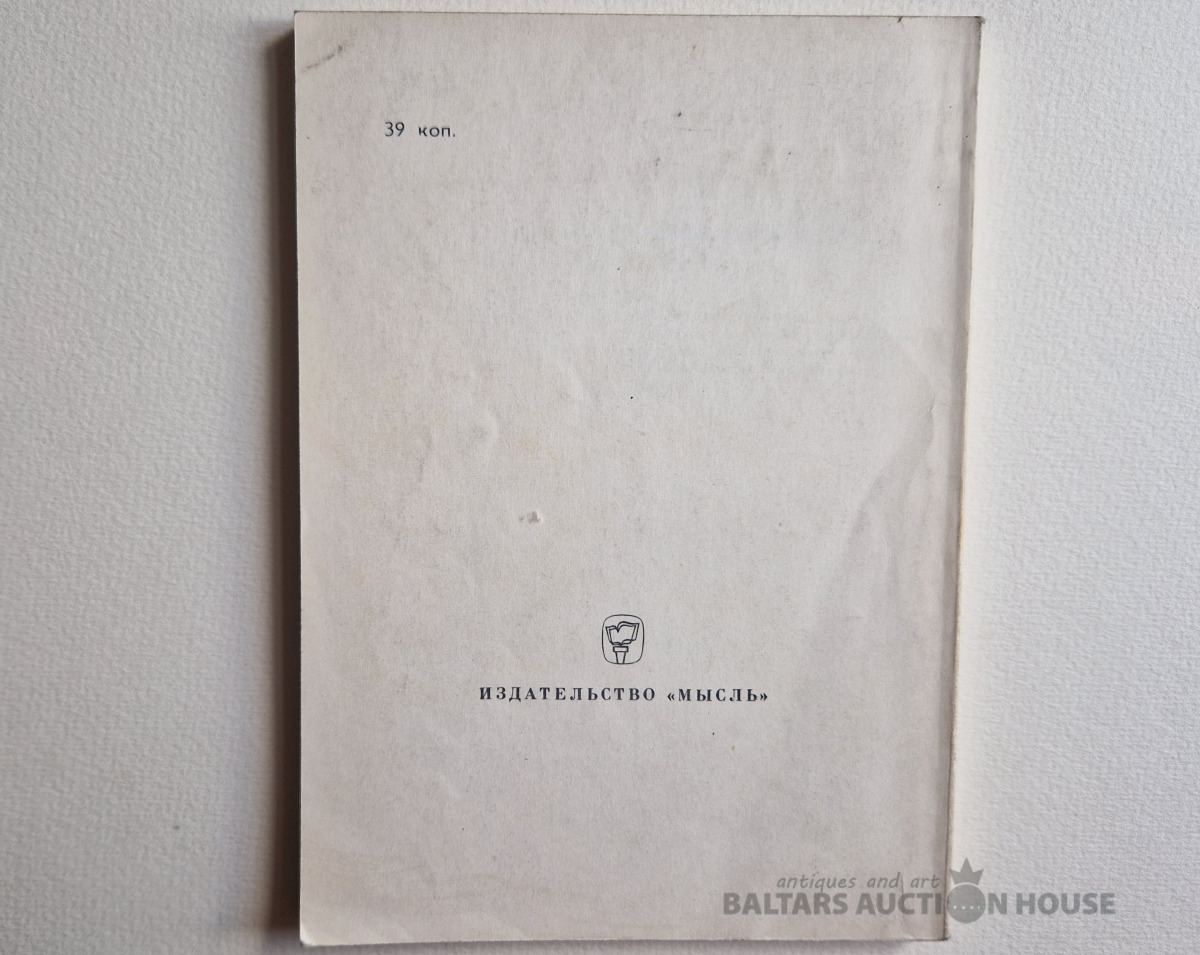 39 коп.
ИЗДАТЕЛЬСТВО «МЫСЛЬ»
antiques and art
BALTARS AUCTION HOUSE